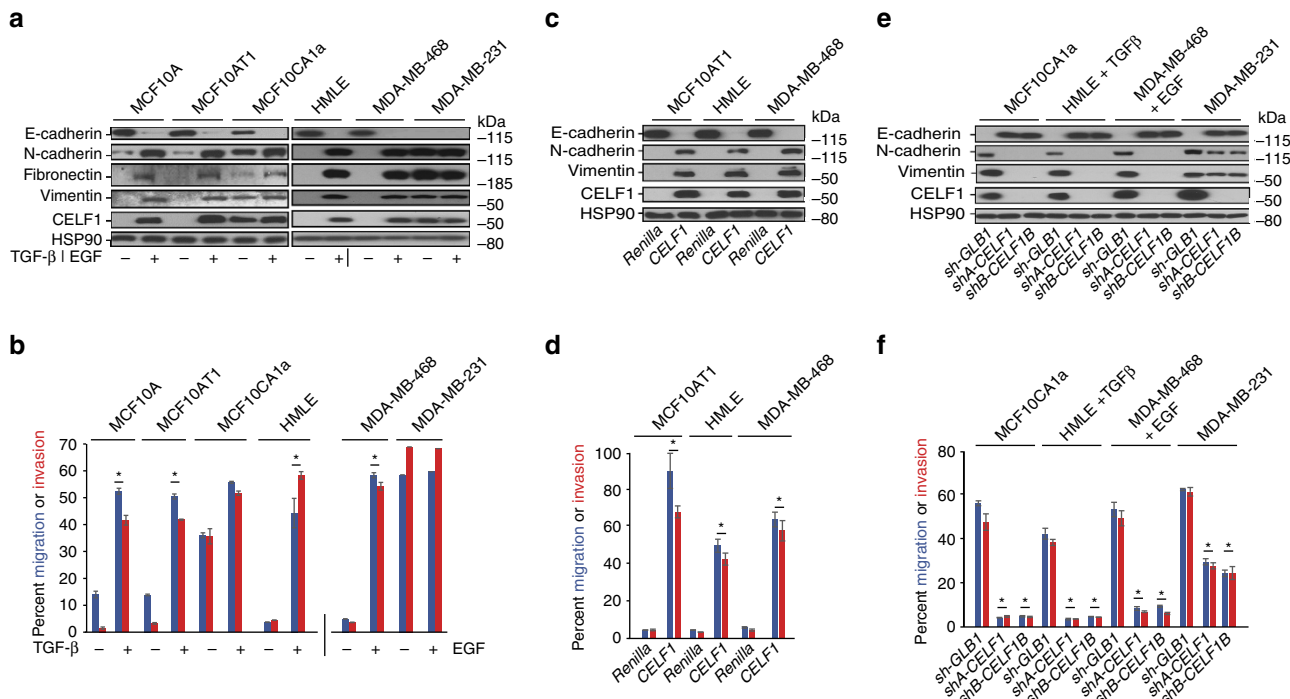 a
MCF10A
MCF10AT1
MCF10CA1a
HMLE
MDA-MB-468
MDA-MB-231
kDa
E-cadherin
–115
N-cadherin
–115
Fibronectin
–185
Vimentin
–50
CELF1
–50
HSP90
–80
TGF-β | EGF – + – + – + – + – + – +
b
MCF10A
MCF10AT1
MCF10CA1a
HMLE
MDA-MB-468
MDA-MB-231
Percent migration or invasion
70
60
50
40
30
20
10
0
* * * *
TGF-β – + – + – + – + – + – + EGF
c
MCF10AT1
HMLE
MDA-MB-468
kDa
E-cadherin
–115
N-cadherin
–115
Vimentin
–50
CELF1
–50
HSP90
–80
Renilla
CELF1
Renilla
CELF1
Renilla
CELF1
d
MCF10AT1
HMLE
MDA-MB-468
Percent migration or invasion
100
80
60
40
20
0
* * *
Renilla
CELF1
Renilla
CELF1
Renilla
CELF1
e
MCF10CA1a
HMLE + TGFβ
MDA-MB-468
+ EGF
MDA-MB-231
kDa
E-cadherin
–115
N-cadherin
–115
Vimentin
–50
CELF1
–50
HSP90
–80
sh-GLB1
shA-CELF1
shB-CELF1B
sh-GLB1
shA-CELF1
shB-CELF1B
sh-GLB1
shA-CELF1
shB-CELF1B
sh-GLB1
shA-CELF1
shB-CELF1B
f
MCF10CA1a
HMLE +TGFβ
MDA-MB-468
+ EGF
MDA-MB-231
Percent migration or invasion
80
60
40
20
0
* * * * * * * *
sh-GLB1
shA-CELF1
shB-CELF1B
sh-GLB1
shA-CELF1
shB-CELF1B
sh-GLB1
shA-CELF1
shB-CELF1B
sh-GLB1
shA-CELF1
shB-CELF1B